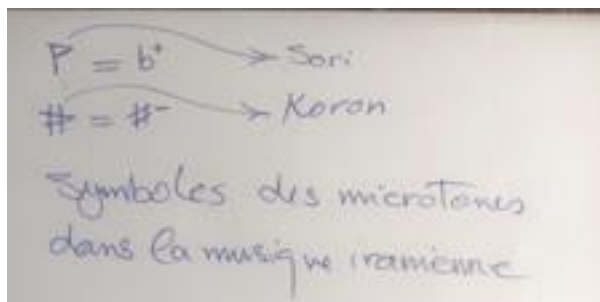 P = b⁺ → Sori
# = #⁻ → Koron
Symboles des microtones
dans la musique iranienne